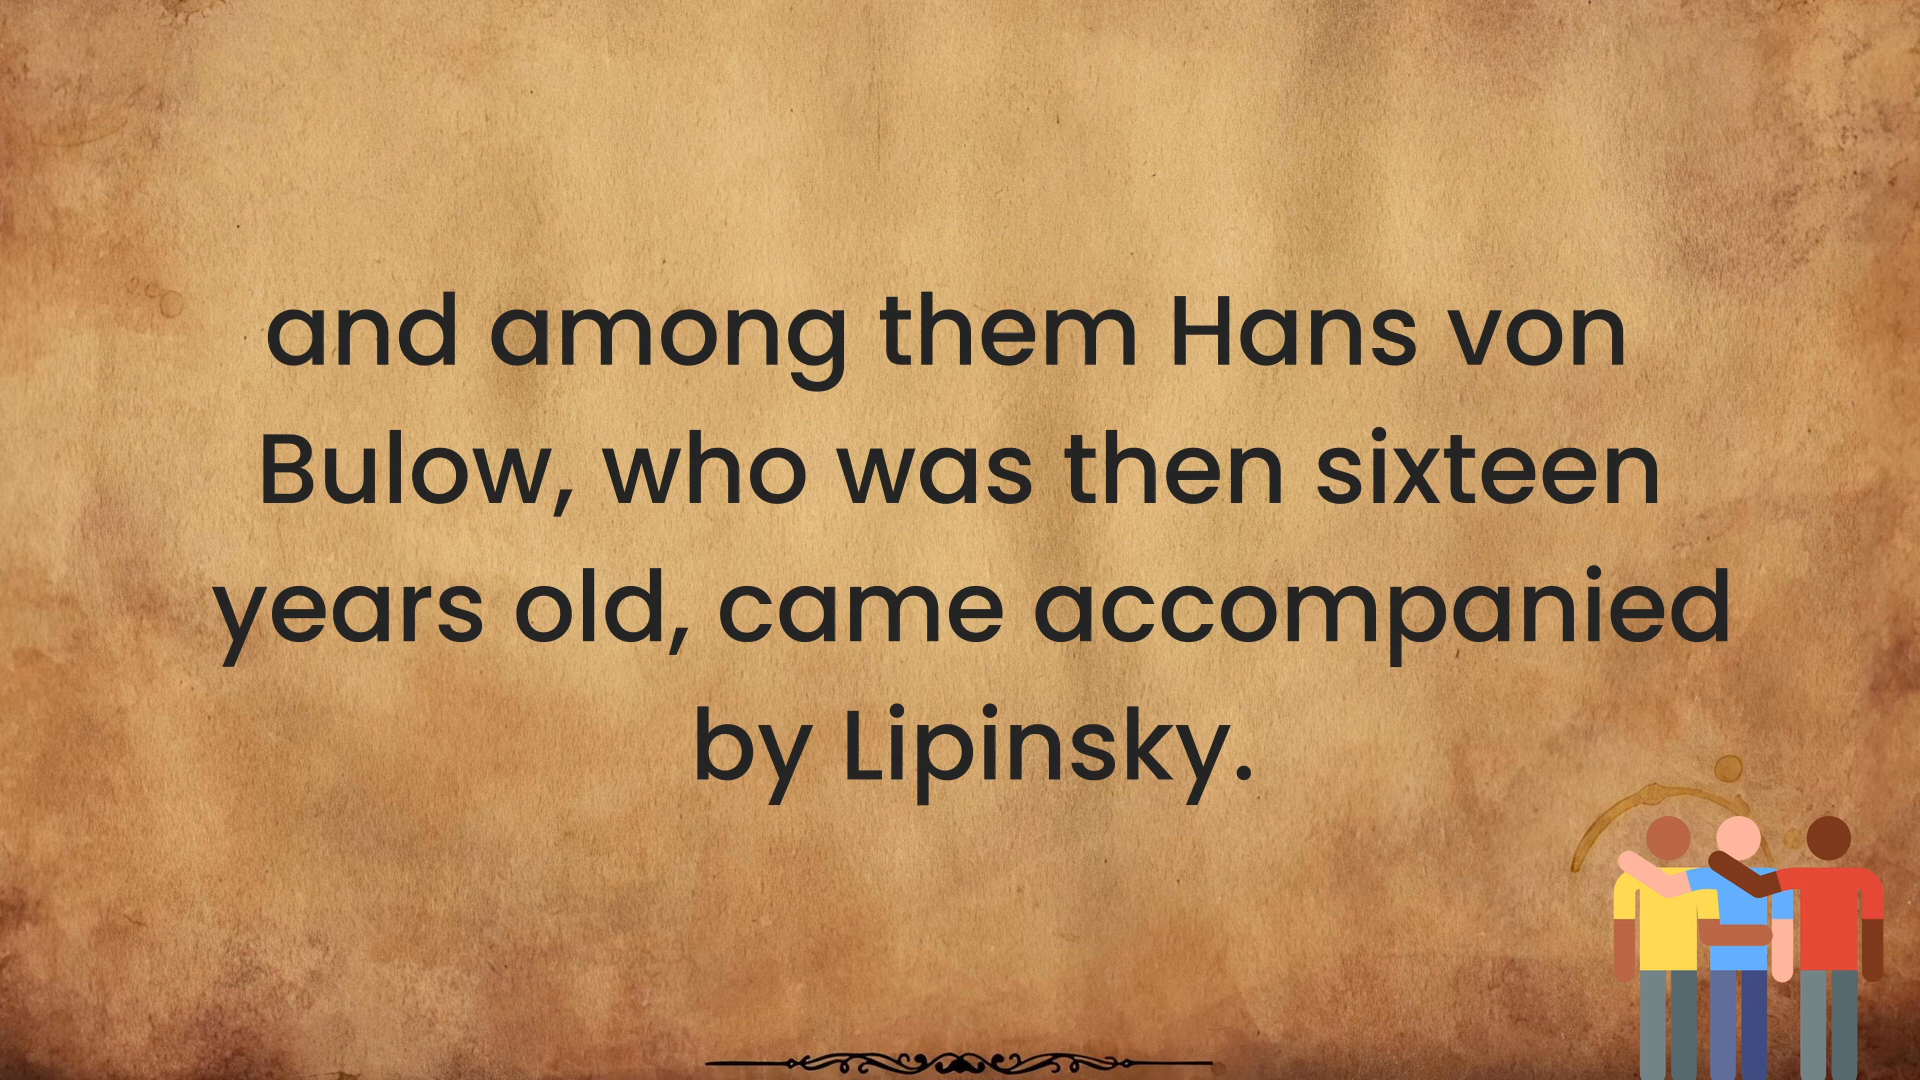 and among them Hans von
Bulow, who was then sixteen
years old, came accompanied
by Lipinsky.